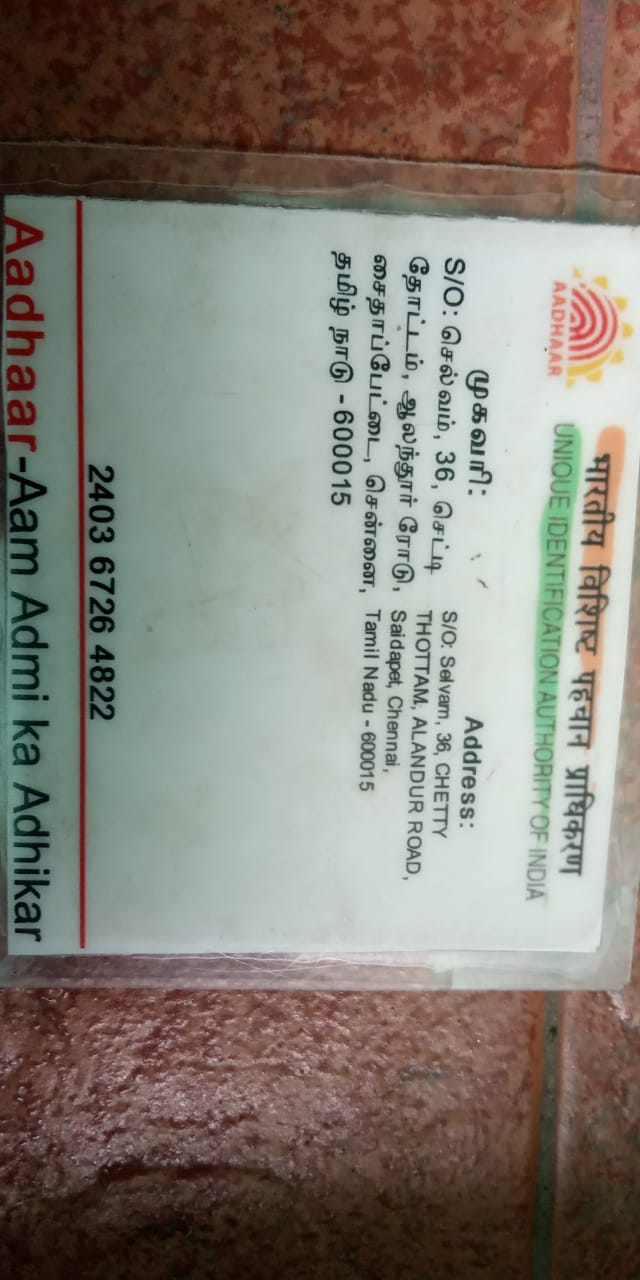 भारतीय विशिष्ट पहचान प्राधिकरण
UNIQUE IDENTIFICATION AUTHORITY OF INDIA
AADHAAR
முகவரி:
S/O: செல்வம், 36, செட்டி
தோட்டம், ஆலந்தூர் ரோடு,
சைதாப்பேட்டை, சென்னை,
தமிழ் நாடு - 600015
Address:
S/O: Selvam, 36, CHETTY
THOTTAM, ALANDUR ROAD,
Saidapet, Chennai,
Tamil Nadu - 600015
2403 6726 4822
Aadhaar-Aam Admi ka Adhikar